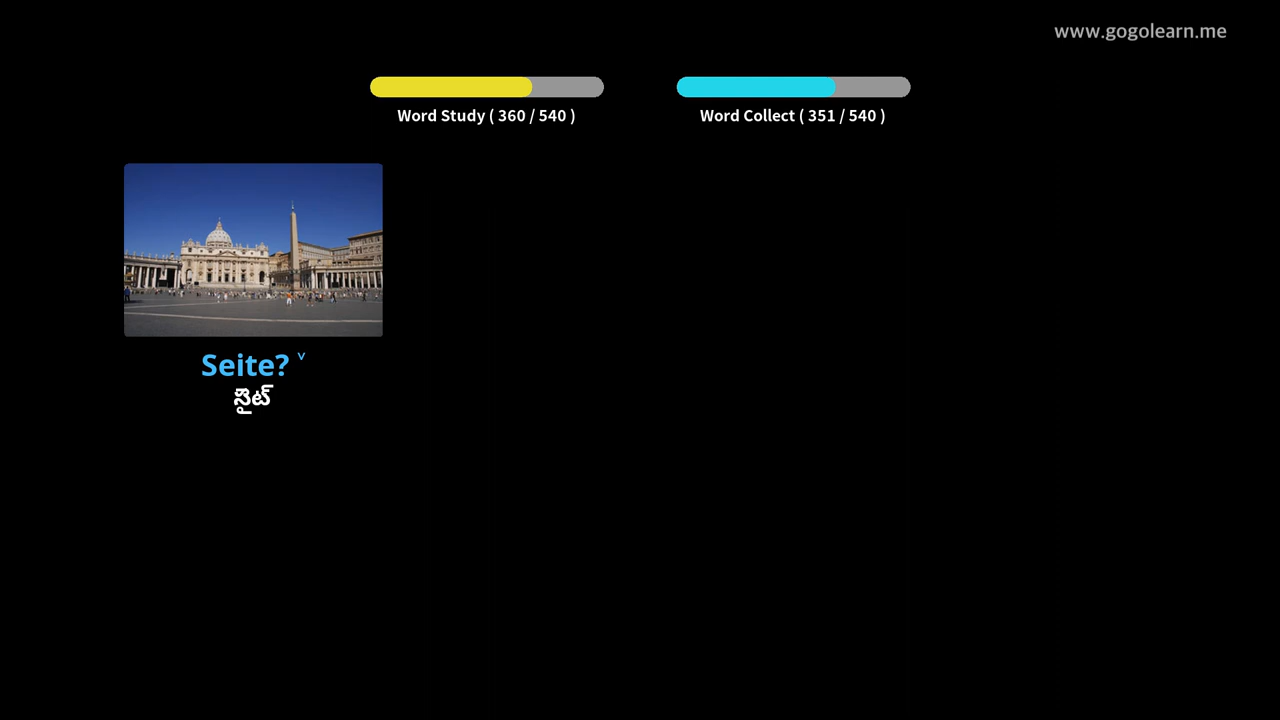 www.gogolearn.me
Word Study ( 360 / 540 )
Word Collect ( 351 / 540 )
Seite? ˅
సైట్